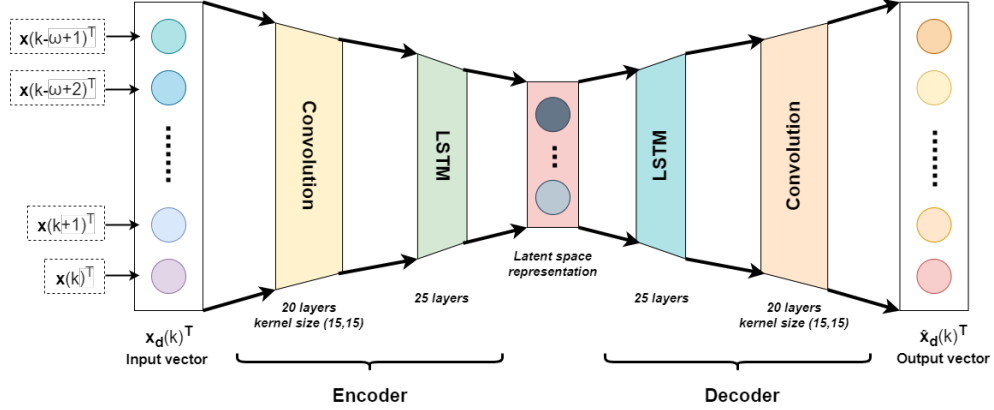 x(k-ω+1)ᵀ
x(k-ω+2)ᵀ
x(k+1)ᵀ
x(k)ᵀ
Convolution
LSTM
LSTM
Convolution
Latent space
representation
20 layers
kernel size (15,15)
25 layers
25 layers
20 layers
kernel size (15,15)
x_d(k)ᵀ
Input vector
x̂_d(k)ᵀ
Output vector
Encoder
Decoder